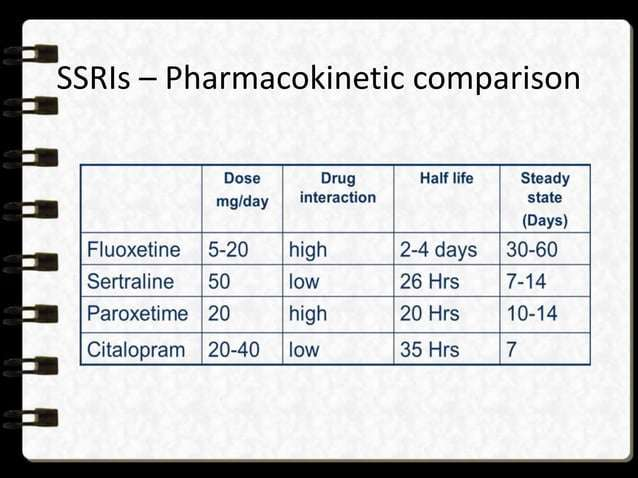 SSRIs – Pharmacokinetic comparison
Dose mg/day Drug interaction Half life Steady state (Days)
Fluoxetine 5-20 high 2-4 days 30-60
Sertraline 50 low 26 Hrs 7-14
Paroxetime 20 high 20 Hrs 10-14
Citalopram 20-40 low 35 Hrs 7